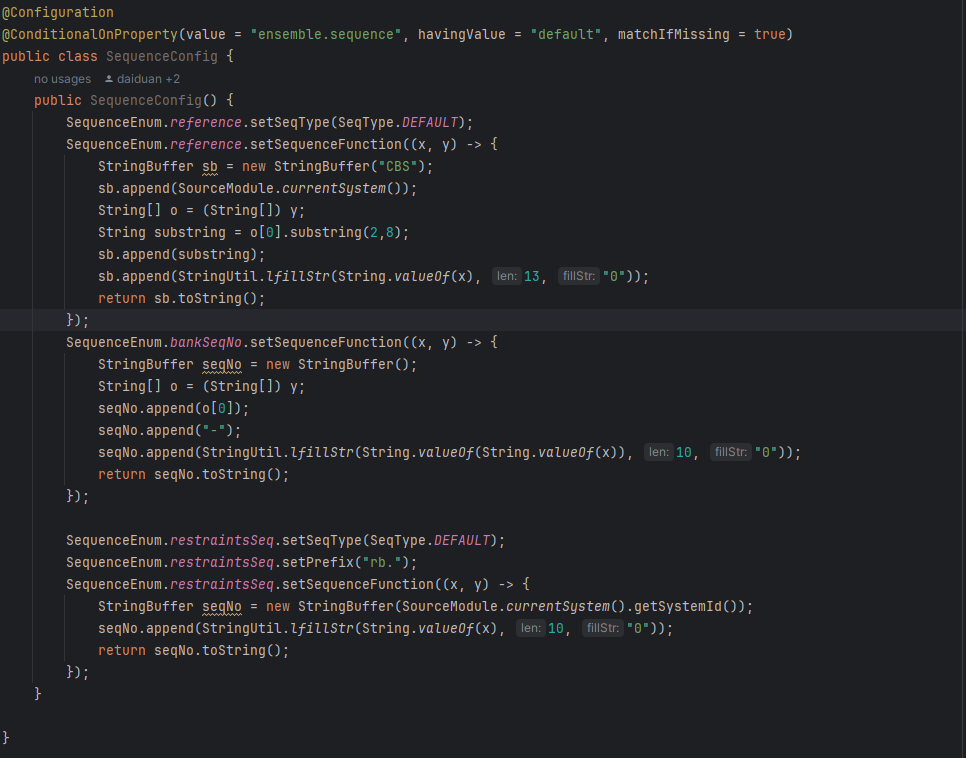 @Configuration
@ConditionalOnProperty(value = "ensemble.sequence", havingValue = "default", matchIfMissing = true)
public class SequenceConfig {
no usages daiduan +2
public SequenceConfig() {
SequenceEnum.reference.setSeqType(SeqType.DEFAULT);
SequenceEnum.reference.setSequenceFunction((x, y) -> {
StringBuffer sb = new StringBuffer("CBS");
sb.append(SourceModule.currentSystem());
String[] o = (String[]) y;
String substring = o[0].substring(2,8);
sb.append(substring);
sb.append(StringUtil.lfillStr(String.valueOf(x), len: 13, fillStr: "0"));
return sb.toString();
});
SequenceEnum.bankSeqNo.setSequenceFunction((x, y) -> {
StringBuffer seqNo = new StringBuffer();
String[] o = (String[]) y;
seqNo.append(o[0]);
seqNo.append("-");
seqNo.append(StringUtil.lfillStr(String.valueOf(String.valueOf(x)), len: 10, fillStr: "0"));
return seqNo.toString();
});
SequenceEnum.restraintsSeq.setSeqType(SeqType.DEFAULT);
SequenceEnum.restraintsSeq.setPrefix("rb.");
SequenceEnum.restraintsSeq.setSequenceFunction((x, y) -> {
StringBuffer seqNo = new StringBuffer(SourceModule.currentSystem().getSystemId());
seqNo.append(StringUtil.lfillStr(String.valueOf(x), len: 10, fillStr: "0"));
return seqNo.toString();
});
}
}